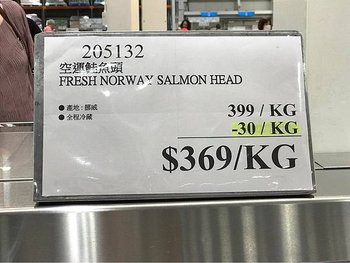 205132
空運鮭魚頭
FRESH NORWAY SALMON HEAD
● 產地:挪威
● 全程冷藏
399 / KG
-30 / KG
$369/KG